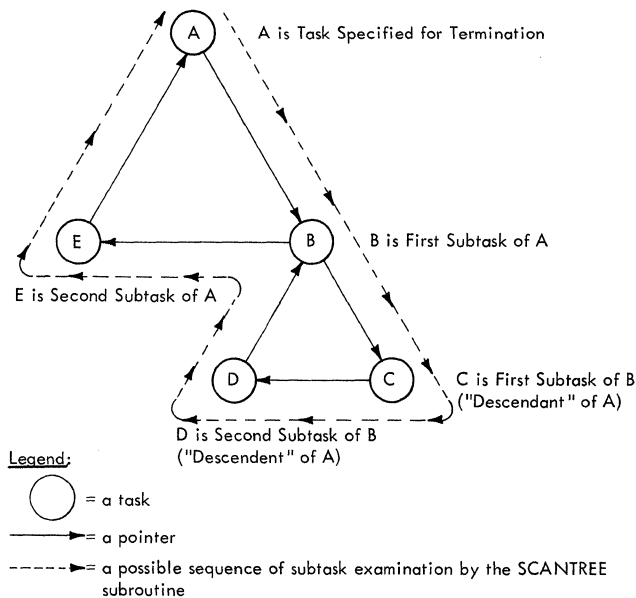 A
A is Task Specified for Termination
E
B
B is First Subtask of A
E is Second Subtask of A
D
C
C is First Subtask of B
("Descendant" of A)
D is Second Subtask of B
("Descendent" of A)
Legend:
= a task
= a pointer
= a possible sequence of subtask examination by the SCANTREE
subroutine